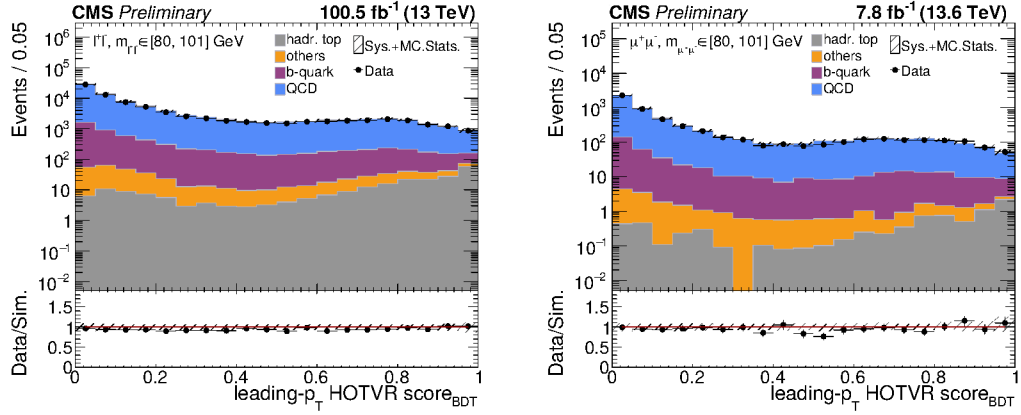 CMS Preliminary 100.5 fb⁻¹ (13 TeV)
l⁺l⁻, m_l⁺l⁻∈[80, 101] GeV
hadr. top
others
b-quark
QCD
Sys.+MC.Stats.
Data
Events / 0.05
10⁶
10⁵
10⁴
10³
10²
10
1
10⁻¹
10⁻²
Data/Sim.
1.5
1
0.5
0
0 0.2 0.4 0.6 0.8 1
leading-p_T HOTVR score_BDT
CMS Preliminary 7.8 fb⁻¹ (13.6 TeV)
μ⁺μ⁻, m_μ⁺μ⁻∈[80, 101] GeV
hadr. top
others
b-quark
QCD
Sys.+MC.Stats.
Data
Events / 0.05
10⁵
10⁴
10³
10²
10
1
10⁻¹
10⁻²
Data/Sim.
1.5
1
0.5
0
0 0.2 0.4 0.6 0.8 1
leading-p_T HOTVR score_BDT